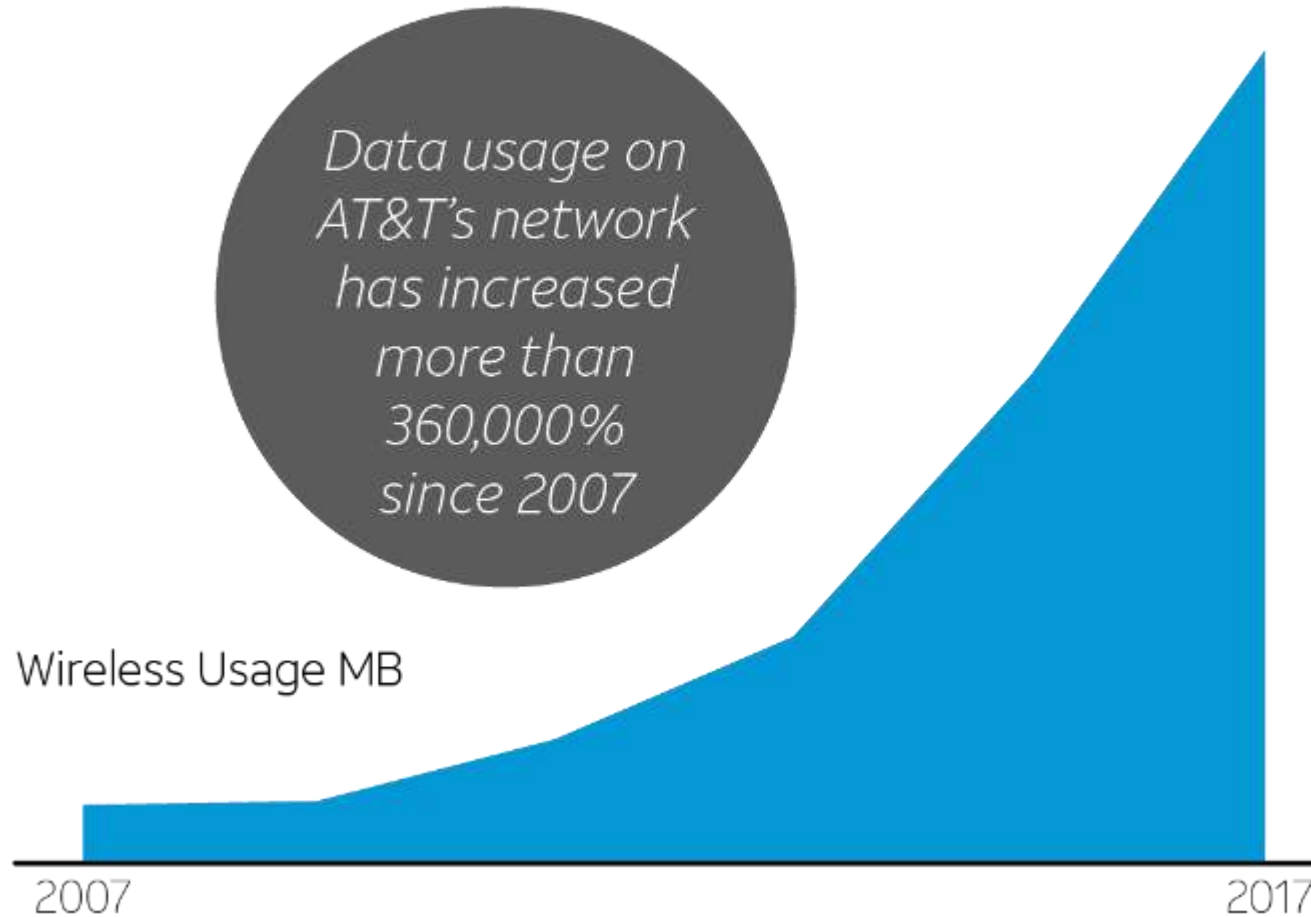 Data usage on
AT&T's network
has increased
more than
360,000%
since 2007
Wireless Usage MB
2007
2017